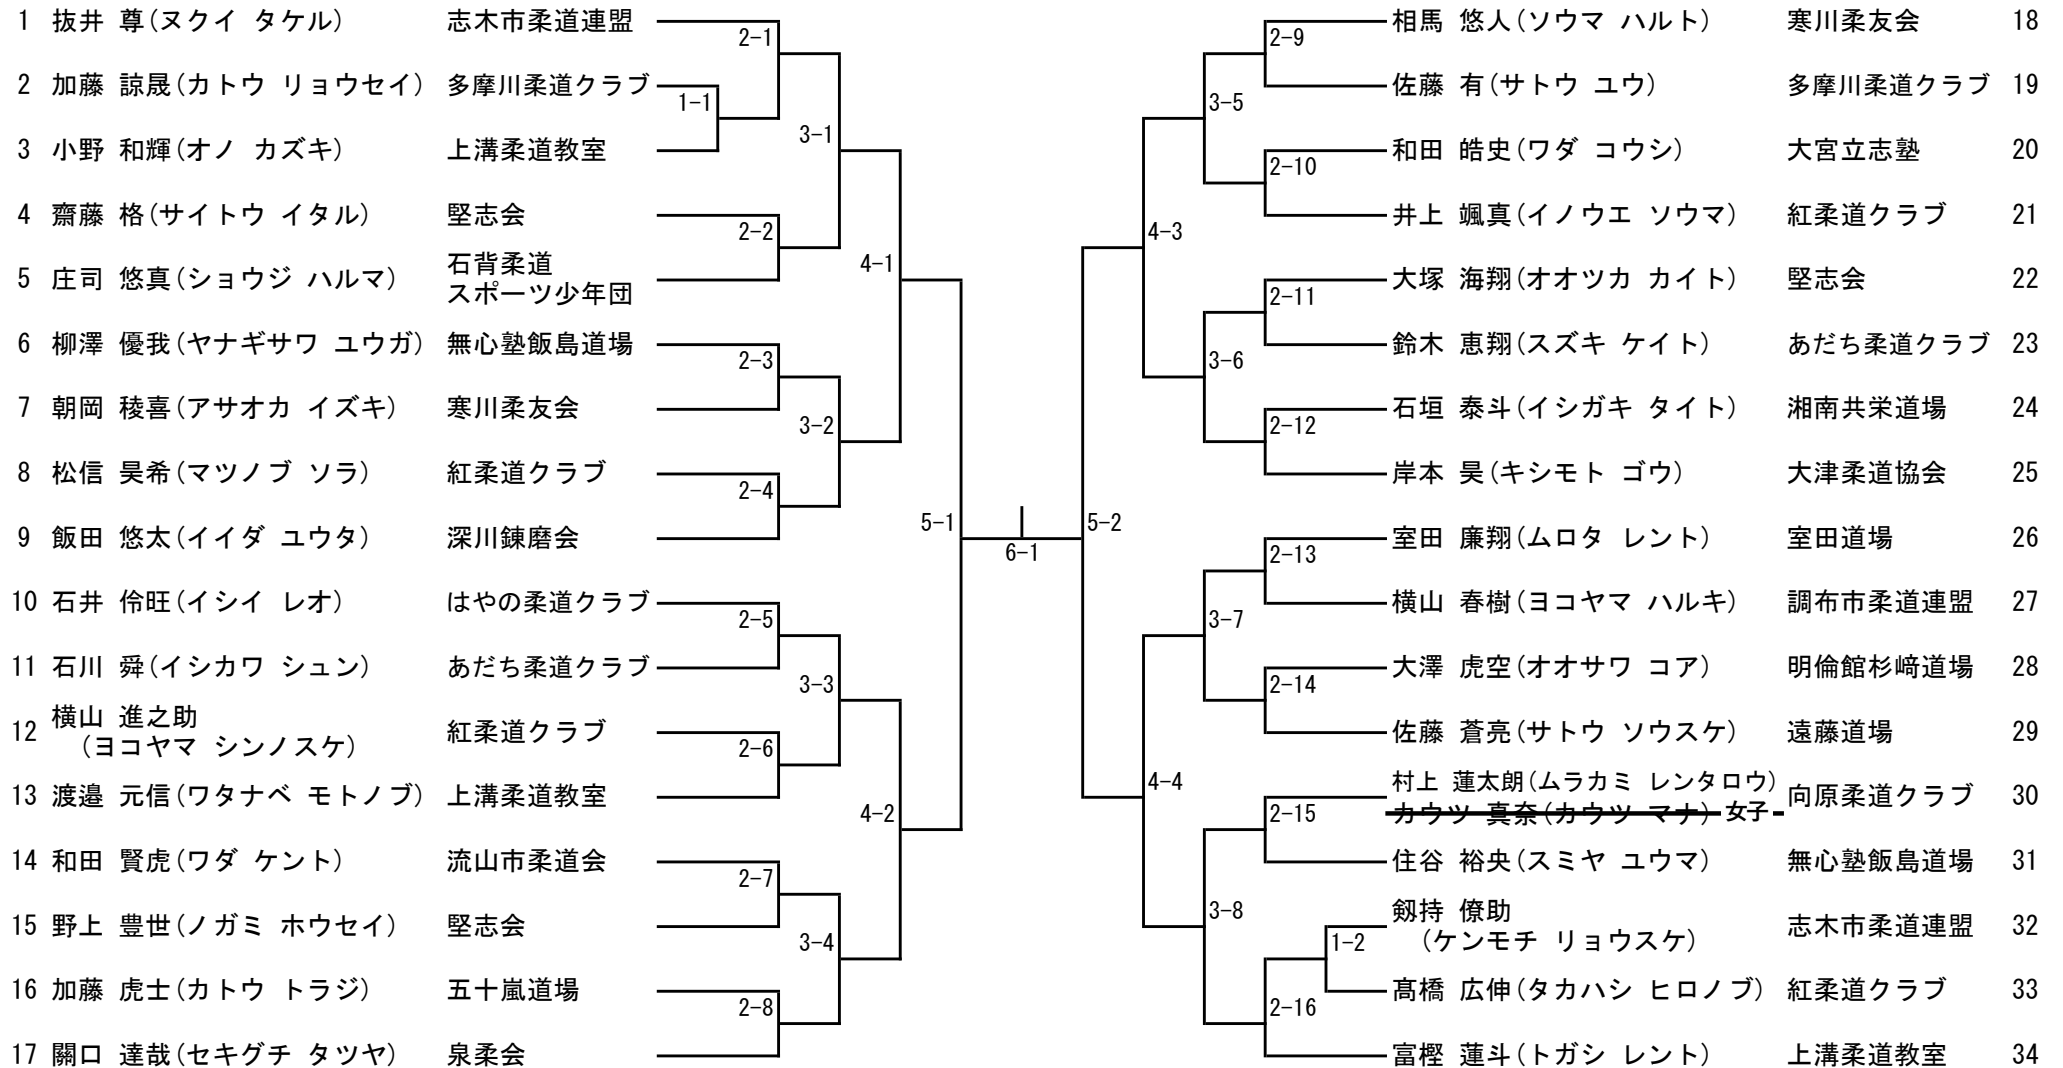 1 抜井 尊(ヌクイ タケル) 志木市柔道連盟
2 加藤 諒晟(カトウ リョウセイ) 多摩川柔道クラブ
3 小野 和輝(オノ カズキ) 上溝柔道教室
4 齋藤 格(サイトウ イタル) 堅志会
5 庄司 悠真(ショウジ ハルマ) 石背柔道
スポーツ少年団
6 柳澤 優我(ヤナギサワ ユウガ) 無心塾飯島道場
7 朝岡 稜喜(アサオカ イズキ) 寒川柔友会
8 松信 昊希(マツノブ ソラ) 紅柔道クラブ
9 飯田 悠太(イイダ ユウタ) 深川錬磨会
10 石井 伶旺(イシイ レオ) はやの柔道クラブ
11 石川 舜(イシカワ シュン) あだち柔道クラブ
12 横山 進之助
(ヨコヤマ シンノスケ) 紅柔道クラブ
13 渡邉 元信(ワタナベ モトノブ) 上溝柔道教室
14 和田 賢虎(ワダ ケント) 流山市柔道会
15 野上 豊世(ノガミ ホウセイ) 堅志会
16 加藤 虎士(カトウ トラジ) 五十嵐道場
17 關口 達哉(セキグチ タツヤ) 泉柔会
1-1
2-1
2-2
2-3
2-4
2-5
2-6
2-7
2-8
3-1
3-2
3-3
3-4
4-1
4-2
5-1
6-1
5-2
4-3
4-4
3-5
3-6
3-7
3-8
2-9
2-10
2-11
2-12
2-13
2-14
2-15
2-16
1-2
相馬 悠人(ソウマ ハルト) 寒川柔友会 18
佐藤 有(サトウ ユウ) 多摩川柔道クラブ 19
和田 皓史(ワダ コウシ) 大宮立志塾 20
井上 颯真(イノウエ ソウマ) 紅柔道クラブ 21
大塚 海翔(オオツカ カイト) 堅志会 22
鈴木 恵翔(スズキ ケイト) あだち柔道クラブ 23
石垣 泰斗(イシガキ タイト) 湘南共栄道場 24
岸本 昊(キシモト ゴウ) 大津柔道協会 25
室田 廉翔(ムロタ レント) 室田道場 26
横山 春樹(ヨコヤマ ハルキ) 調布市柔道連盟 27
大澤 虎空(オオサワ コア) 明倫館杉﨑道場 28
佐藤 蒼亮(サトウ ソウスケ) 遠藤道場 29
村上 蓮太朗(ムラカミ レンタロウ) 向原柔道クラブ 30
カウツ 真奈(カウツ マナ) 女子
住谷 裕央(スミヤ ユウマ) 無心塾飯島道場 31
剱持 僚助
(ケンモチ リョウスケ) 志木市柔道連盟 32
髙橋 広伸(タカハシ ヒロノブ) 紅柔道クラブ 33
富樫 蓮斗(トガシ レント) 上溝柔道教室 34